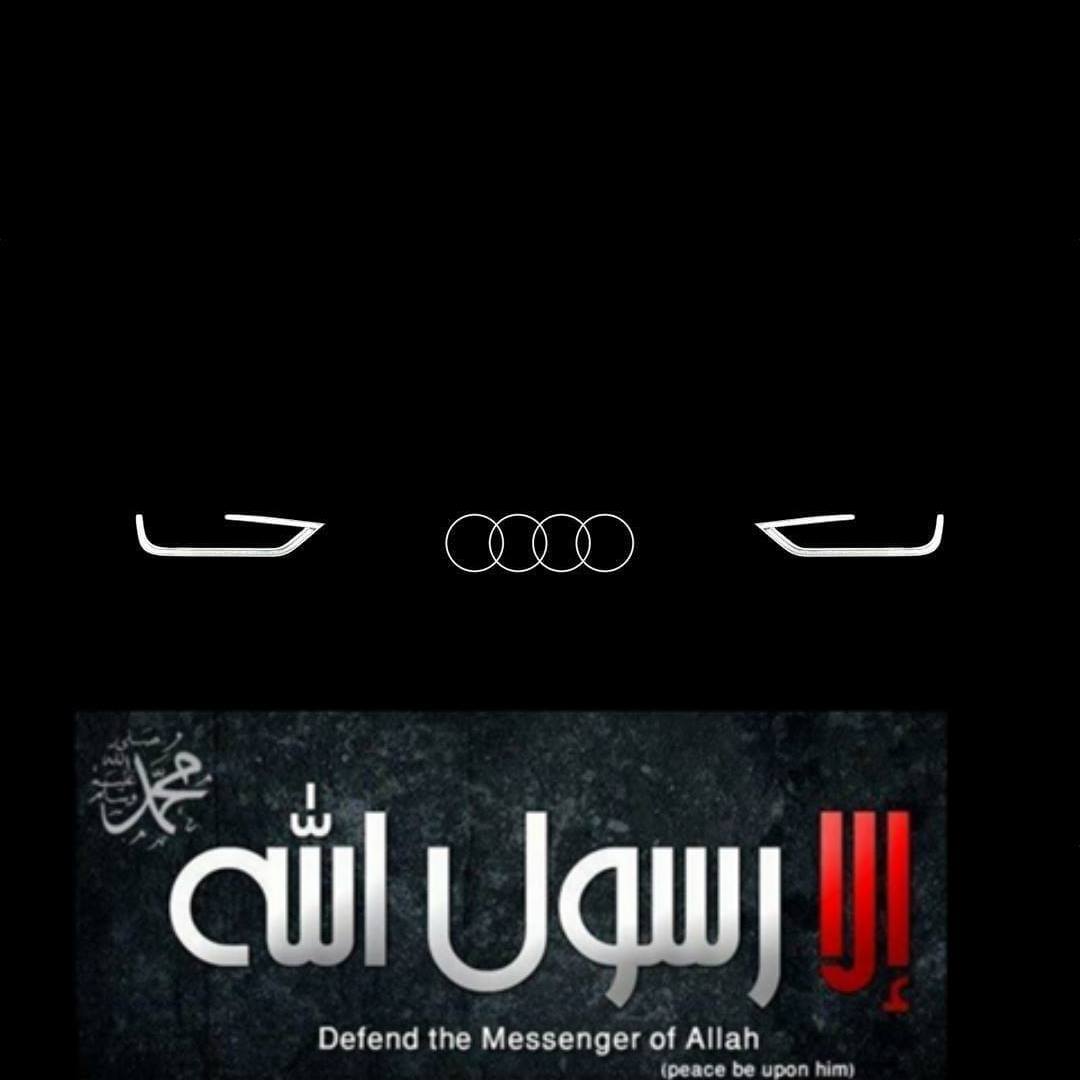 محمد
صلى الله عليه وسلم
إلا رسول الله
Defend the Messenger of Allah
(peace be upon him)